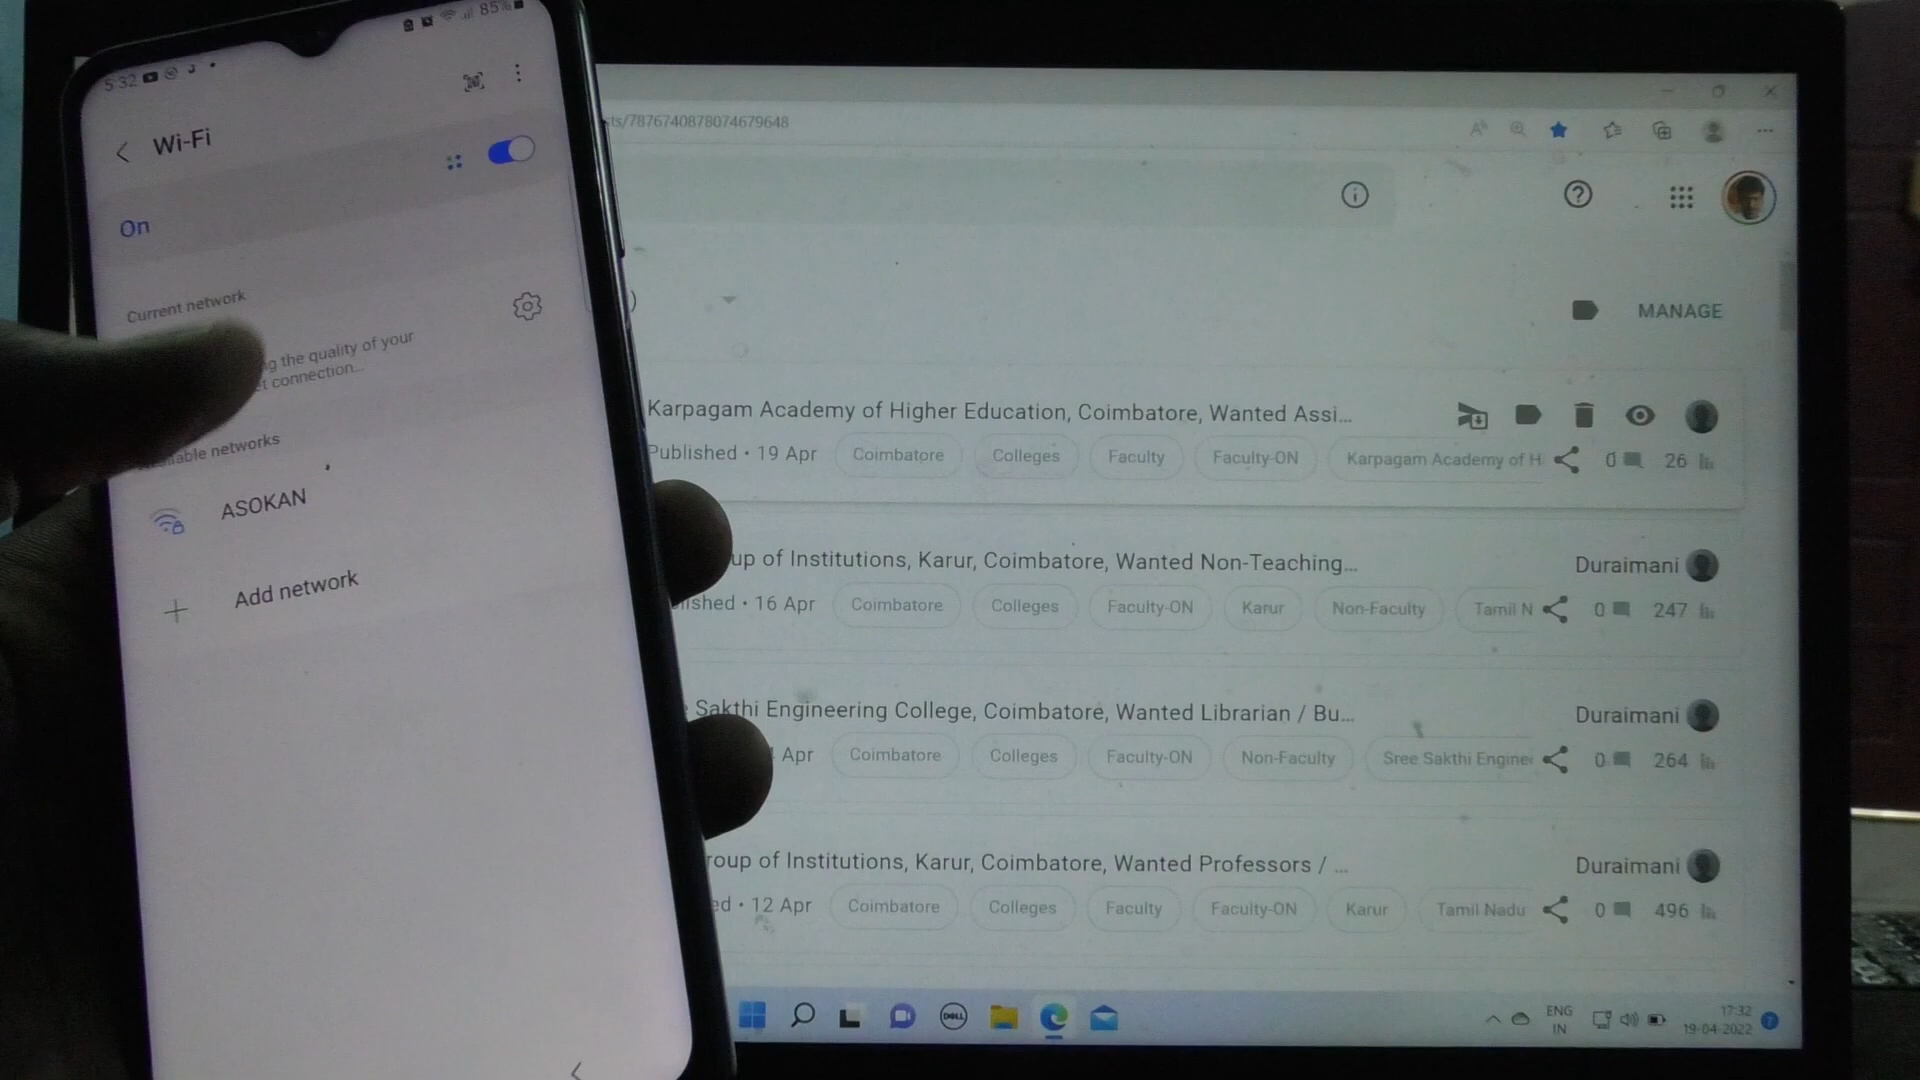 5:32
85%
Wi-Fi
On
Current network
the quality of your
connection...
networks
ASOKAN
Add network
ts/7876740878074679648
MANAGE
Karpagam Academy of Higher Education, Coimbatore, Wanted Assi...
Published • 19 Apr
Coimbatore
Colleges
Faculty
Faculty-ON
Karpagam Academy of H
0
26
up of Institutions, Karur, Coimbatore, Wanted Non-Teaching...
Duraimani
ished • 16 Apr
Coimbatore
Colleges
Faculty-ON
Karur
Non-Faculty
Tamil N
0
247
Sakthi Engineering College, Coimbatore, Wanted Librarian / Bu...
Duraimani
Apr
Coimbatore
Colleges
Faculty-ON
Non-Faculty
Sree Sakthi Enginee
0
264
roup of Institutions, Karur, Coimbatore, Wanted Professors / ...
Duraimani
ed • 12 Apr
Coimbatore
Colleges
Faculty
Faculty-ON
Karur
Tamil Nadu
0
496
DELL
ENG
IN
17:32
19-04-2022